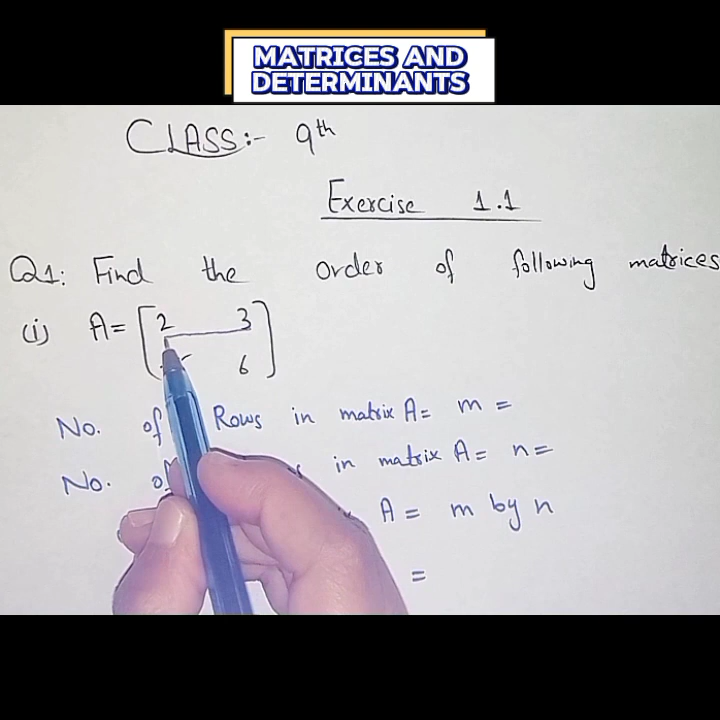 MATRICES AND
DETERMINANTS
CLASS:- 9th
Exercise 1.1
Q1: Find the order of following matrices
(i) A= [ 2 3
6 ]
No. of Rows in matrix A= m =
No. of in matrix A= n=
A= m by n
=